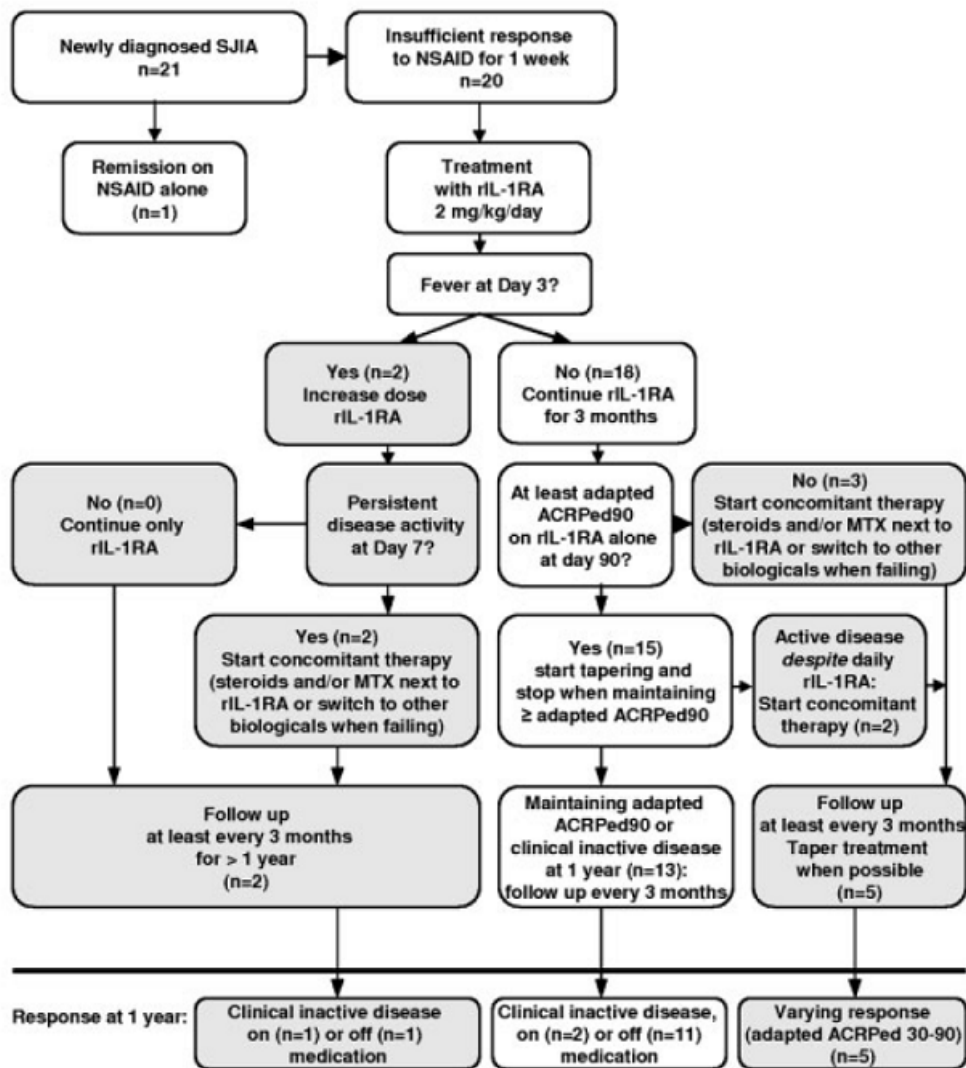 Newly diagnosed SJIA
n=21
Insufficient response
to NSAID for 1 week
n=20
Remission on
NSAID alone
(n=1)
Treatment
with rIL-1RA
2 mg/kg/day
Fever at Day 3?
Yes (n=2)
Increase dose
rIL-1RA
No (n=18)
Continue rIL-1RA
for 3 months
No (n=0)
Continue only
rIL-1RA
Persistent
disease activity
at Day 7?
At least adapted
ACRPed90
on rIL-1RA alone
at day 90?
No (n=3)
Start concomitant therapy
(steroids and/or MTX next to
rIL-1RA or switch to other
biologicals when failing)
Yes (n=2)
Start concomitant therapy
(steroids and/or MTX next to
rIL-1RA or switch to other
biologicals when failing)
Yes (n=15)
start tapering and
stop when maintaining
≥ adapted ACRPed90
Active disease
despite daily
rIL-1RA:
Start concomitant
therapy (n=2)
Follow up
at least every 3 months
for > 1 year
(n=2)
Maintaining adapted
ACRPed90 or
clinical inactive disease
at 1 year (n=13):
follow up every 3 months
Follow up
at least every 3 months
Taper treatment
when possible
(n=5)
Response at 1 year:
Clinical inactive disease
on (n=1) or off (n=1)
medication
Clinical inactive disease,
on (n=2) or off (n=11)
medication
Varying response
(adapted ACRPed 30-90)
(n=5)